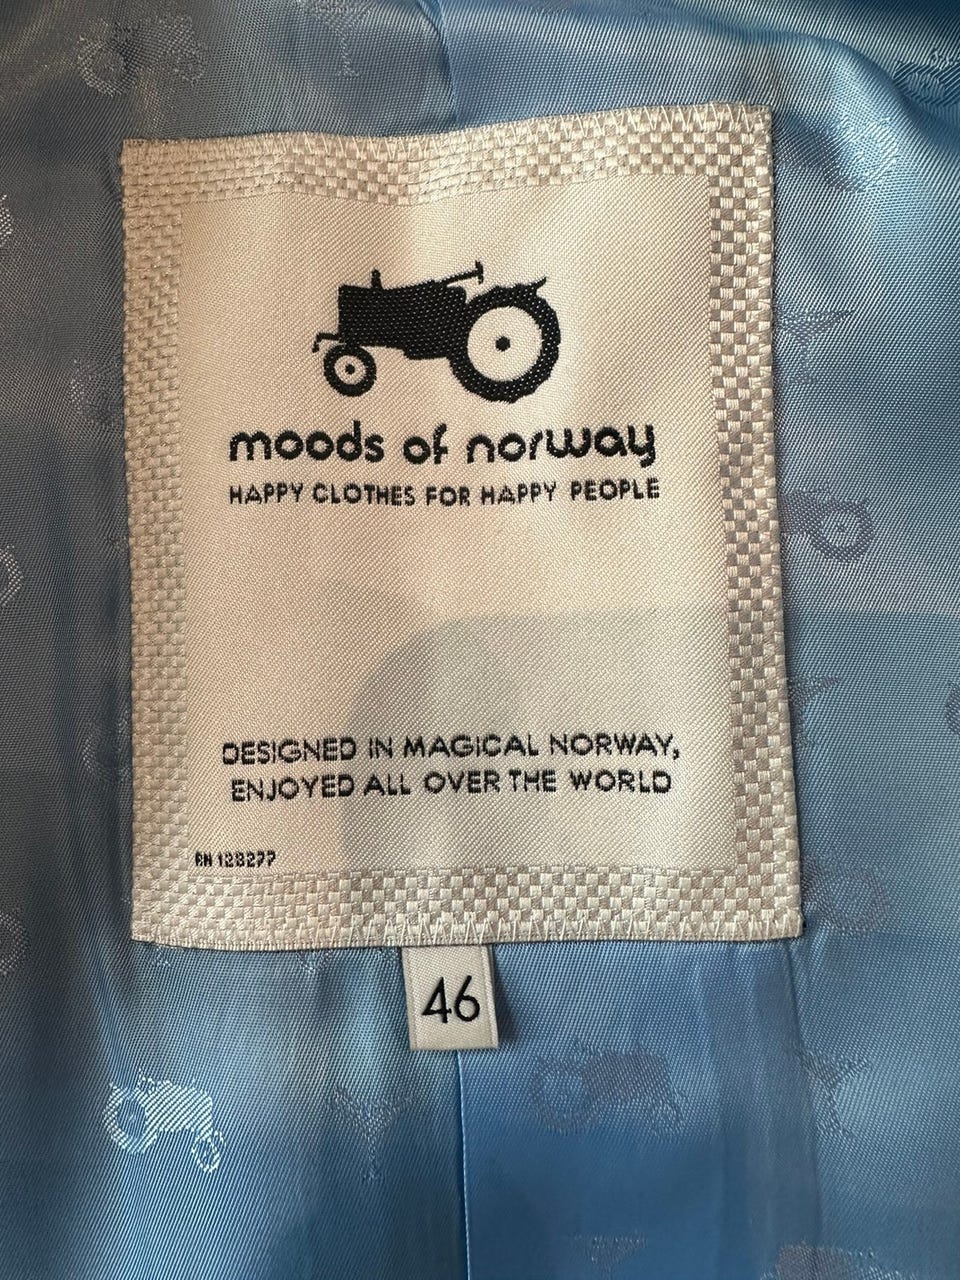 moods of norway
HAPPY CLOTHES FOR HAPPY PEOPLE
DESIGNED IN MAGICAL NORWAY,
ENJOYED ALL OVER THE WORLD
RN 128277
46